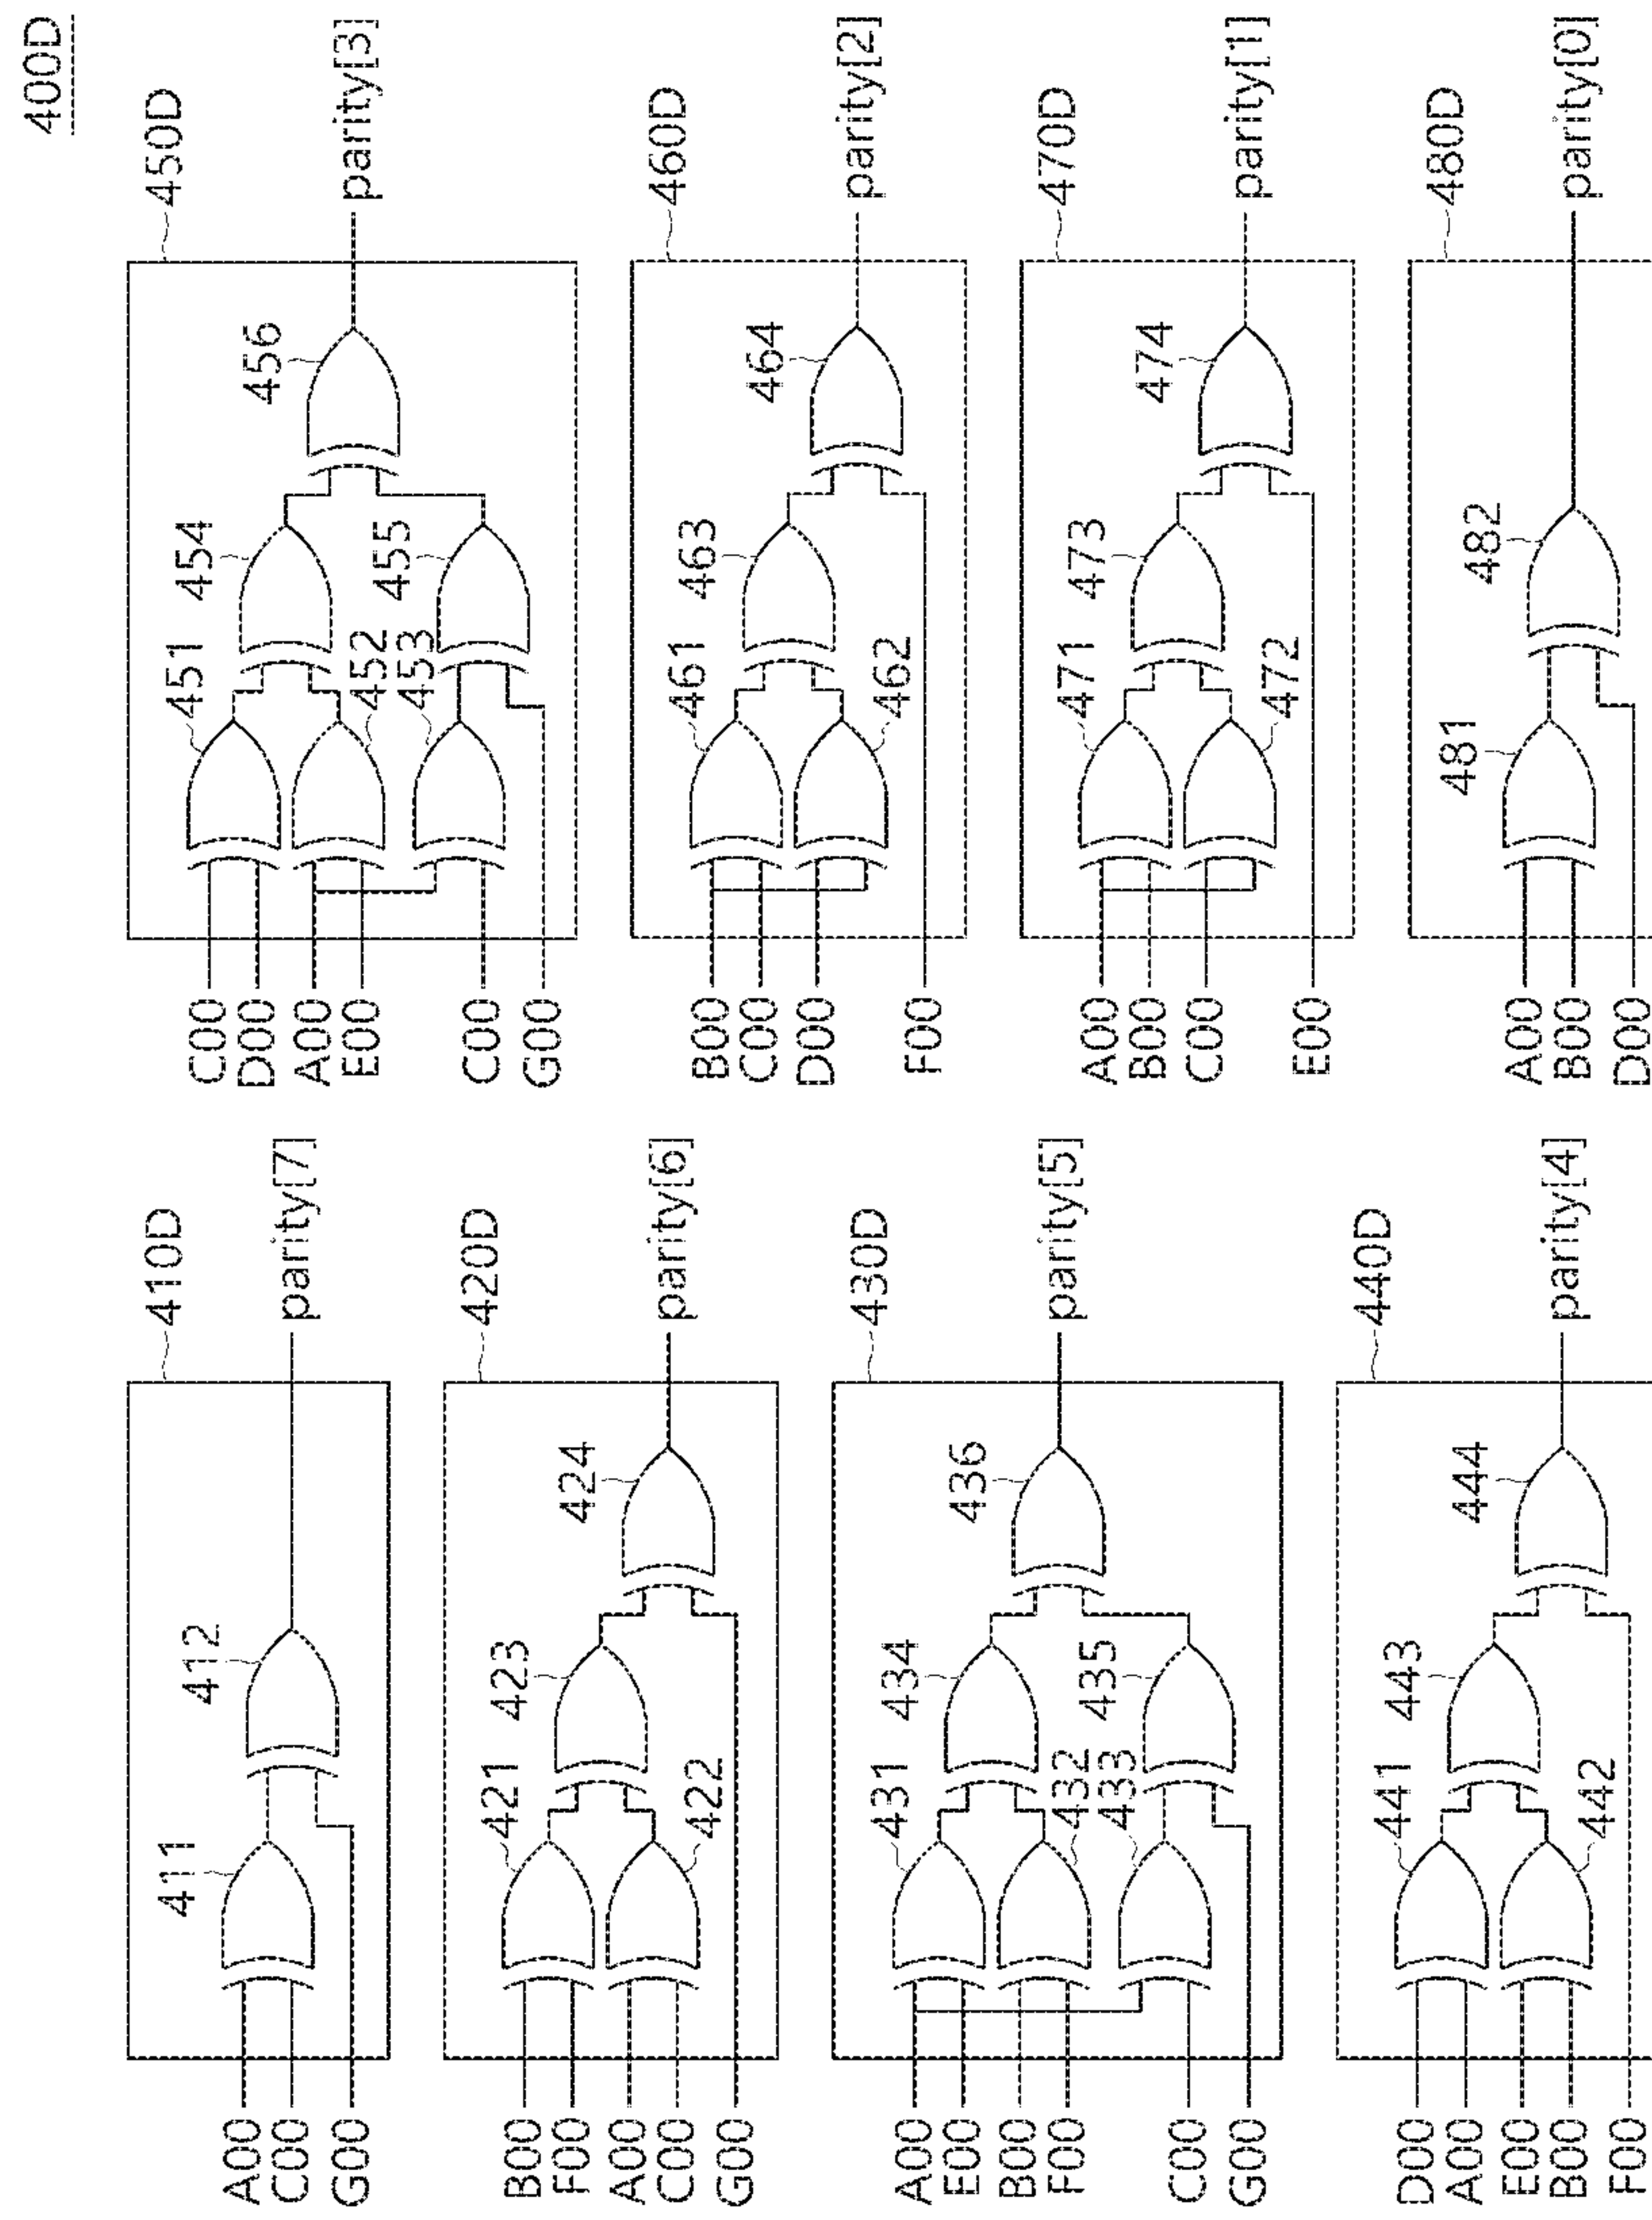 400D
410D
411
412
A00
C00
G00
parity[7]
420D
421
422
423
424
B00
F00
A00
C00
G00
parity[6]
430D
431
432
433
434
435
436
A00
E00
B00
F00
C00
G00
parity[5]
440D
441
442
443
444
D00
A00
E00
B00
F00
parity[4]
450D
451
452
453
454
455
456
C00
D00
A00
E00
C00
G00
parity[3]
460D
461
462
463
464
B00
C00
D00
F00
parity[2]
470D
471
472
473
474
A00
B00
C00
E00
parity[1]
480D
481
482
A00
B00
D00
parity[0]